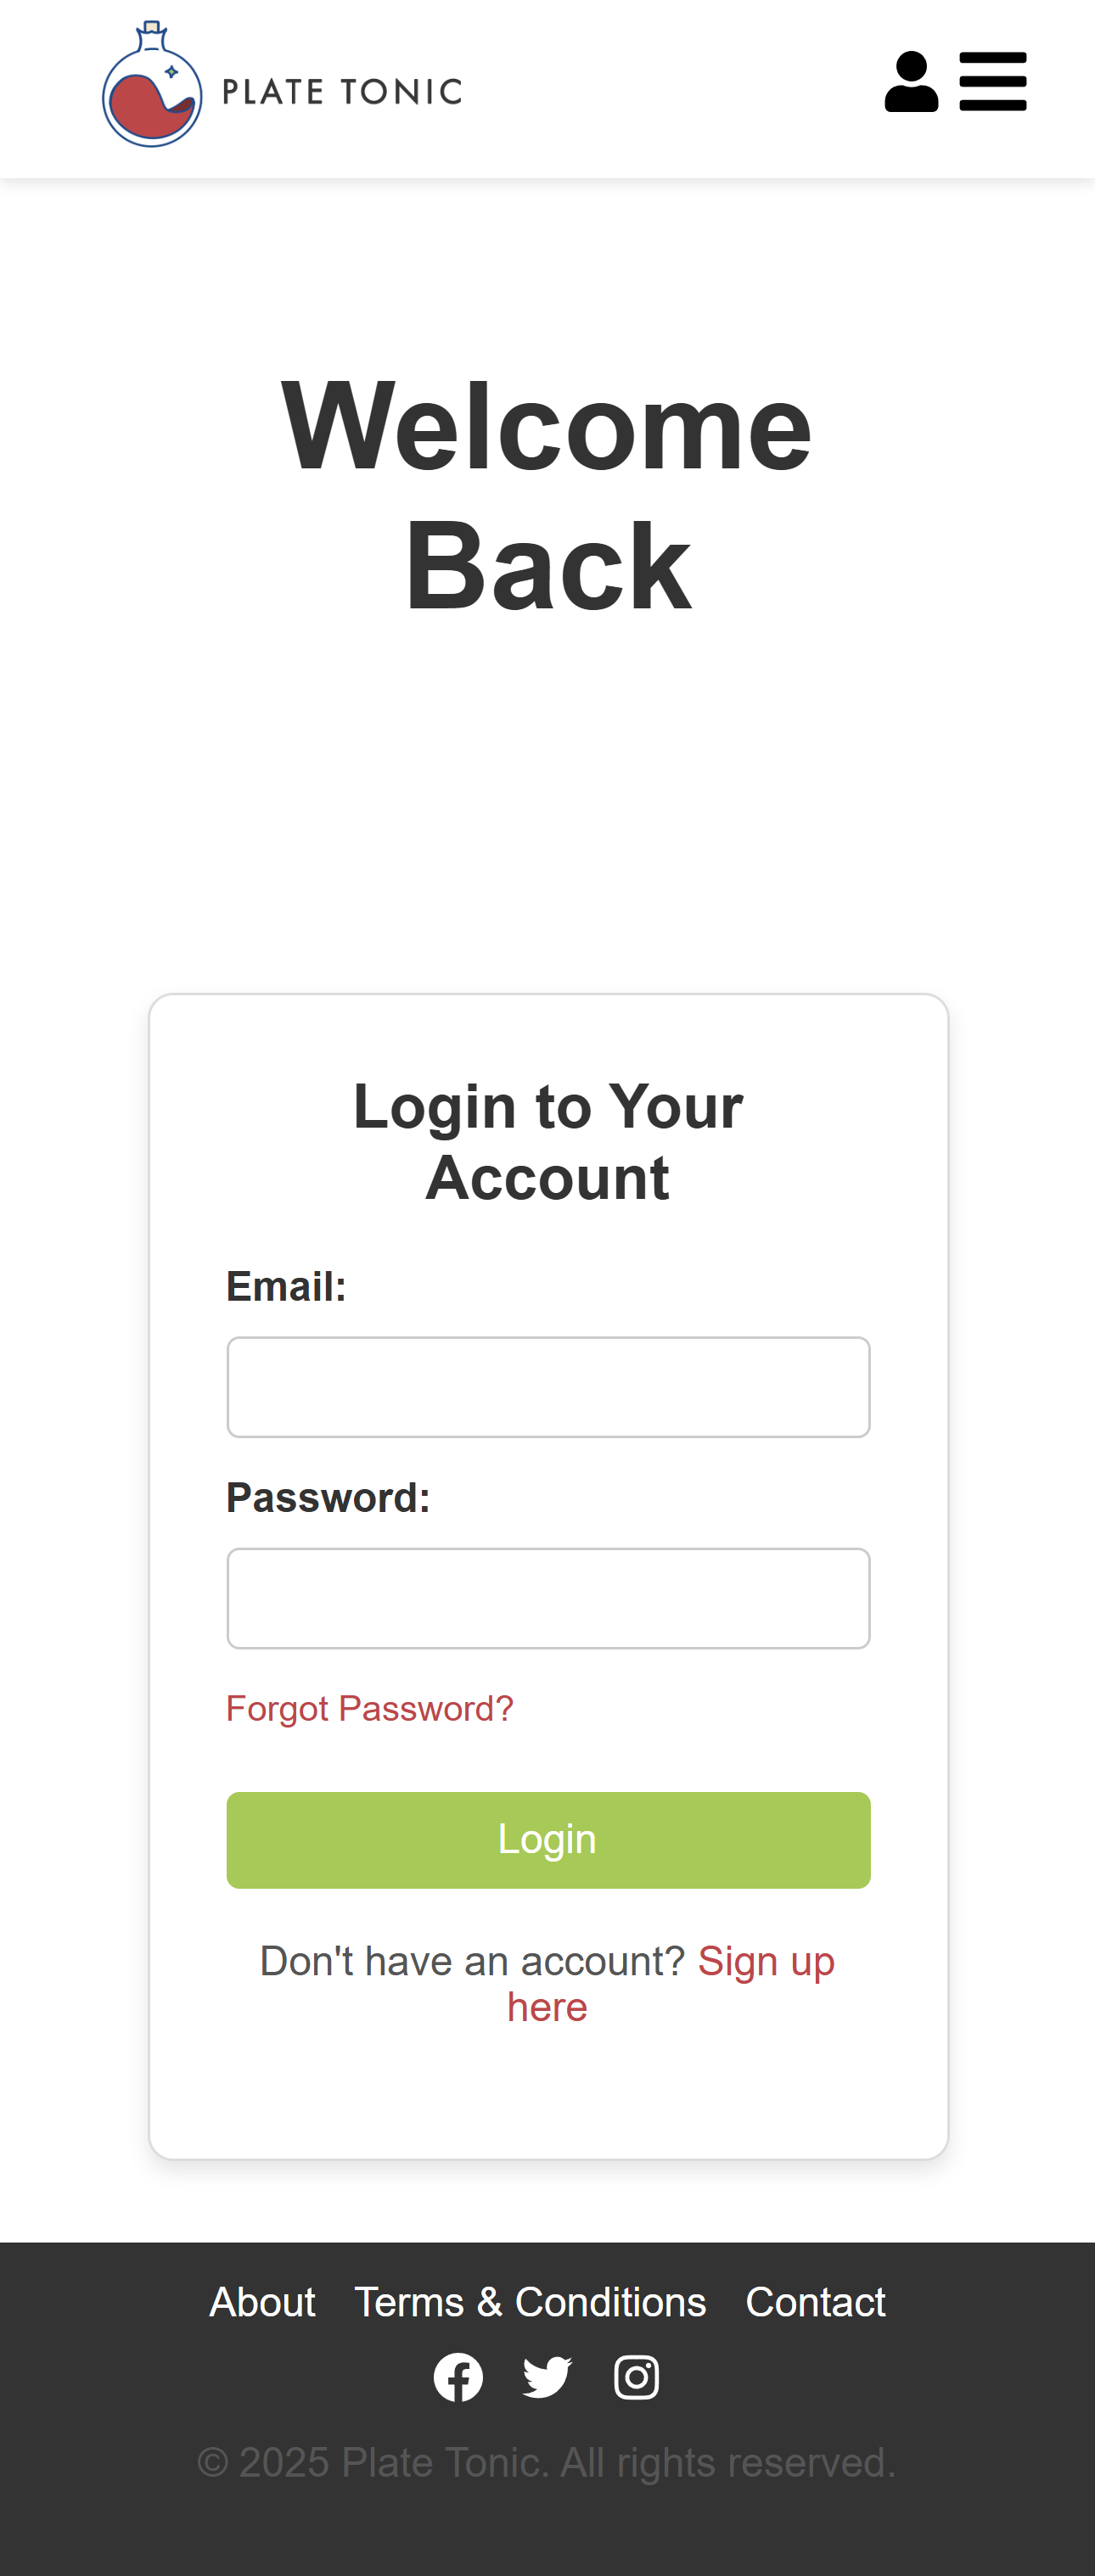 PLATE TONIC
Welcome
Back
Login to Your
Account
Email:
Password:
Forgot Password?
Login
Don't have an account? Sign up
here
About Terms & Conditions Contact
© 2025 Plate Tonic. All rights reserved.